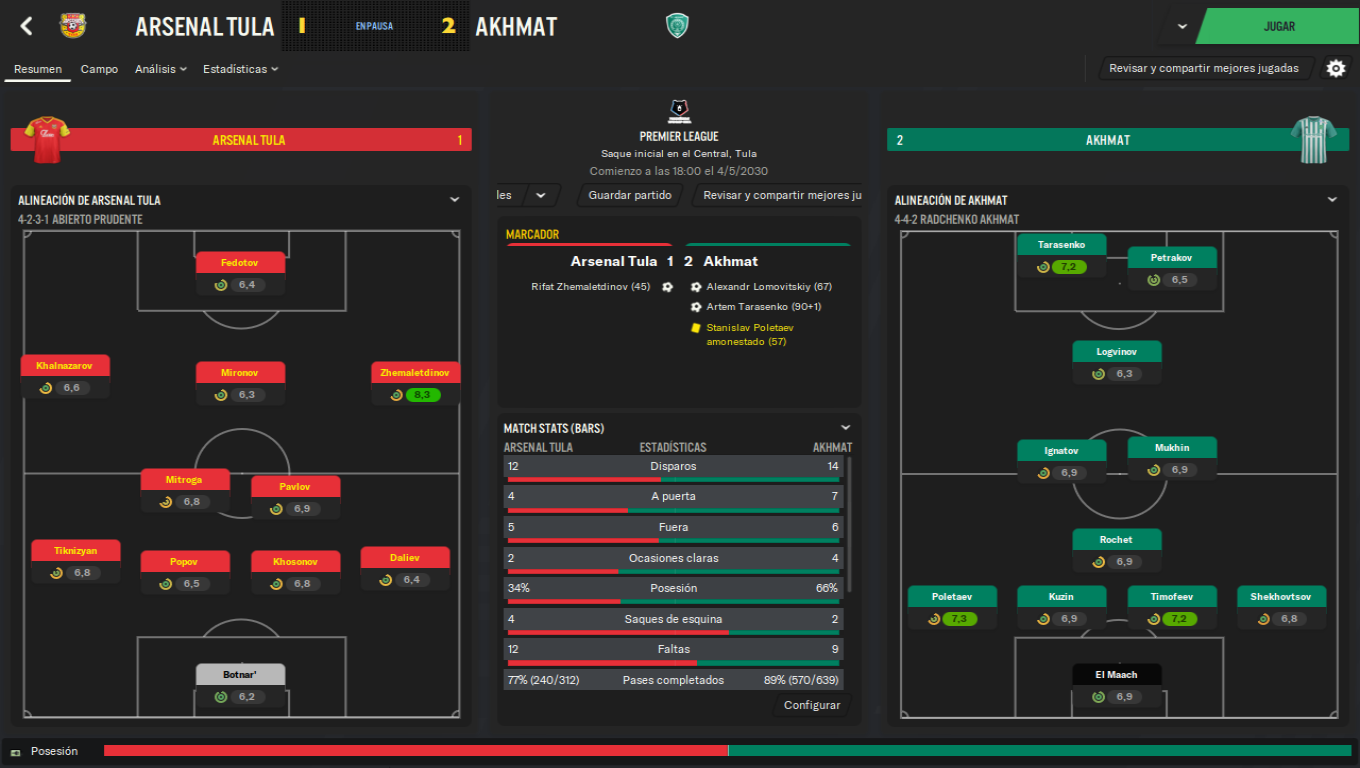 ARSENAL TULA
1
EN PAUSA
2
AKHMAT
JUGAR
Resumen
Campo
Análisis
Estadísticas
Revisar y compartir mejores jugadas
ARSENAL TULA
1
PREMIER LEAGUE
Saque inicial en el Central, Tula
Comienzo a las 18:00 el 4/5/2030
les
Guardar partido
Revisar y compartir mejores ju
2
AKHMAT
ALINEACIÓN DE ARSENAL TULA
4-2-3-1 ABIERTO PRUDENTE
Fedotov
6,4
Khalnazarov
6,6
Mironov
6,3
Zhemaletdinov
8,3
Mitroga
6,8
Pavlov
6,9
Tiknizyan
6,8
Popov
6,5
Khosonov
6,8
Daliev
6,4
Botnar'
6,2
MARCADOR
Arsenal Tula 1
2 Akhmat
Rifat Zhemaletdinov (45)
Alexandr Lomovitskiy (67)
Artem Tarasenko (90+1)
Stanislav Poletaev
amonestado (57)
MATCH STATS (BARS)
ARSENAL TULA ESTADÍSTICAS AKHMAT
12 Disparos 14
4 A puerta 7
5 Fuera 6
2 Ocasiones claras 4
34% Posesión 66%
4 Saques de esquina 2
12 Faltas 9
77% (240/312) Pases completados 89% (570/639)
Configurar
ALINEACIÓN DE AKHMAT
4-4-2 RADCHENKO AKHMAT
Tarasenko
7,2
Petrakov
6,5
Logvinov
6,3
Ignatov
6,9
Mukhin
6,9
Rochet
6,9
Poletaev
7,3
Kuzin
6,9
Timofeev
7,2
Shekhovtsov
6,8
El Maach
6,9
Posesión